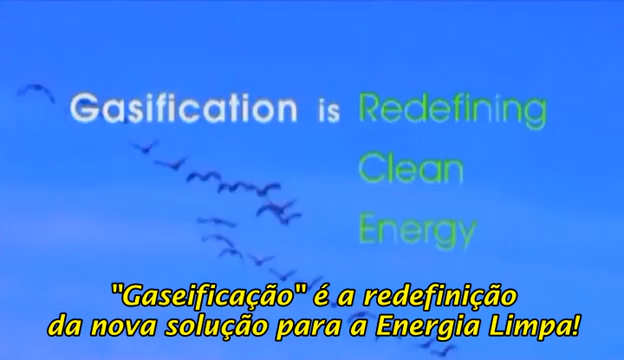 Gasification is Redefining
Clean
Energy
"Gaseificação" é a redefinição
da nova solução para a Energia Limpa!